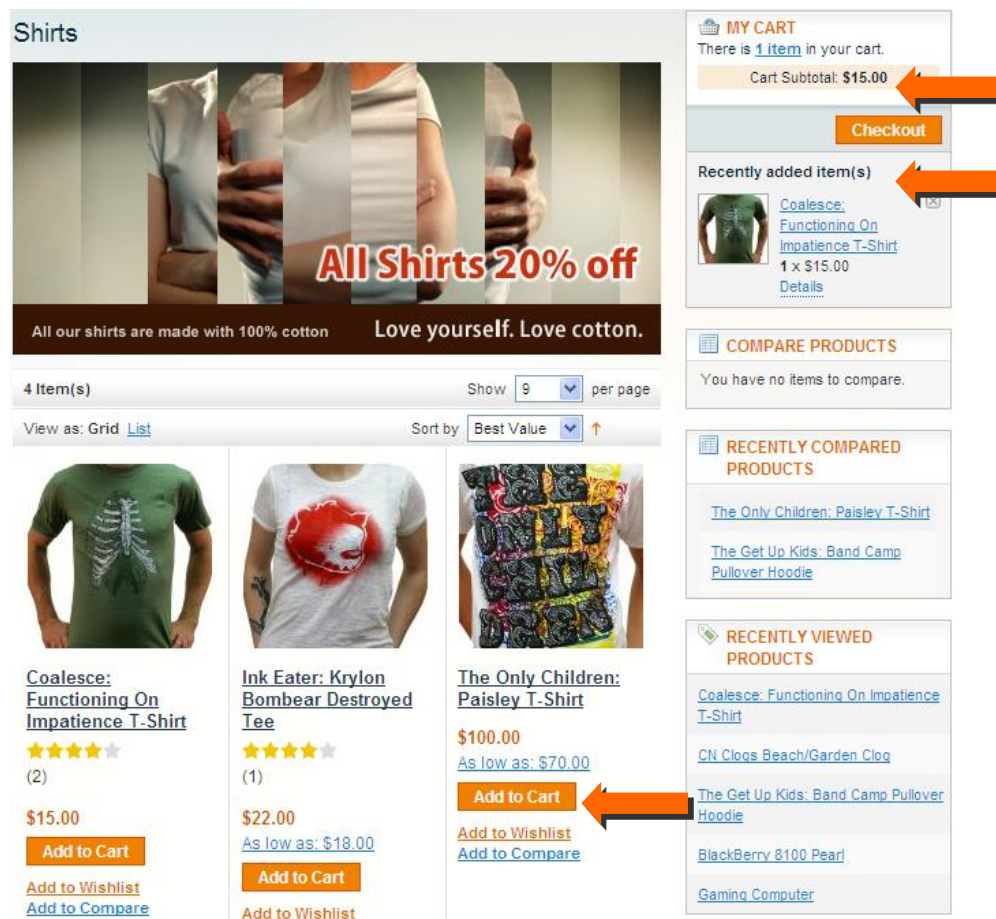 Shirts
All Shirts 20% off
All our shirts are made with 100% cotton Love yourself. Love cotton.
4 Item(s) Show 9 per page
View as: Grid List Sort by Best Value
Coalesce:
Functioning On
Impatience T-Shirt
(2)
$15.00
Add to Cart
Add to Wishlist
Add to Compare
Ink Eater: Krylon
Bombear Destroyed
Tee
(1)
$22.00
As low as: $18.00
Add to Cart
Add to Wishlist
THE
ONLY
CHILD
REN
The Only Children:
Paisley T-Shirt
$100.00
As low as: $70.00
Add to Cart
Add to Wishlist
Add to Compare
MY CART
There is 1 item in your cart.
Cart Subtotal: $15.00
Checkout
Recently added item(s)
Coalesce:
Functioning On
Impatience T-Shirt
1 x $15.00
Details
COMPARE PRODUCTS
You have no items to compare.
RECENTLY COMPARED
PRODUCTS
The Only Children: Paisley T-Shirt
The Get Up Kids: Band Camp
Pullover Hoodie
RECENTLY VIEWED
PRODUCTS
Coalesce: Functioning On Impatience
T-Shirt
CN Clogs Beach/Garden Clog
The Get Up Kids: Band Camp Pullover
Hoodie
BlackBerry 8100 Pearl
Gaming Computer